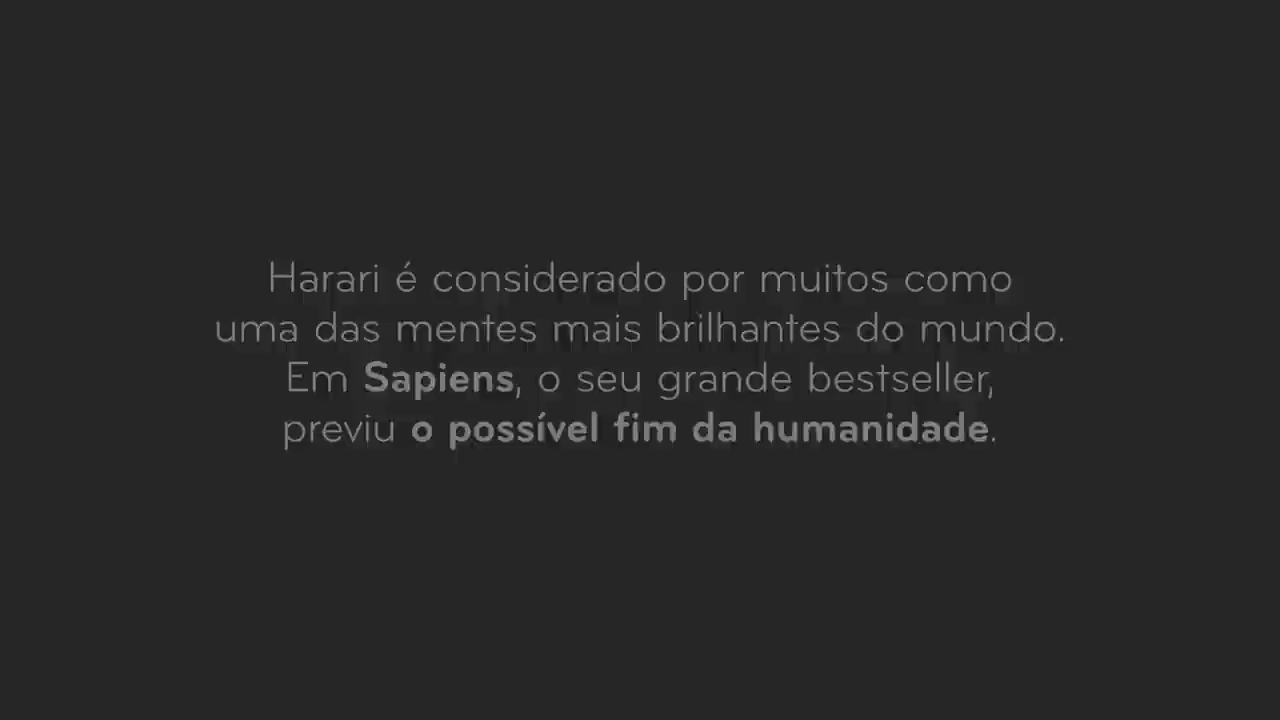 Harari é considerado por muitos como
uma das mentes mais brilhantes do mundo.
Em Sapiens, o seu grande bestseller,
previu o possível fim da humanidade.